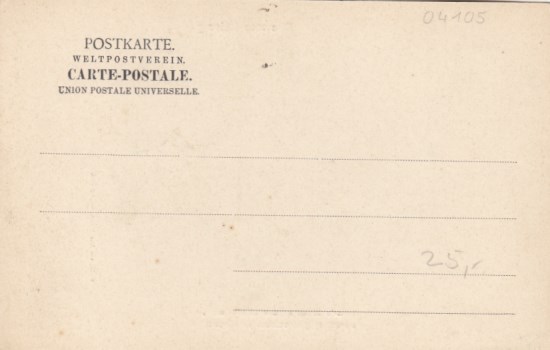 04105
POSTKARTE.
WELTPOSTVEREIN.
CARTE-POSTALE.
UNION POSTALE UNIVERSELLE.
25,-